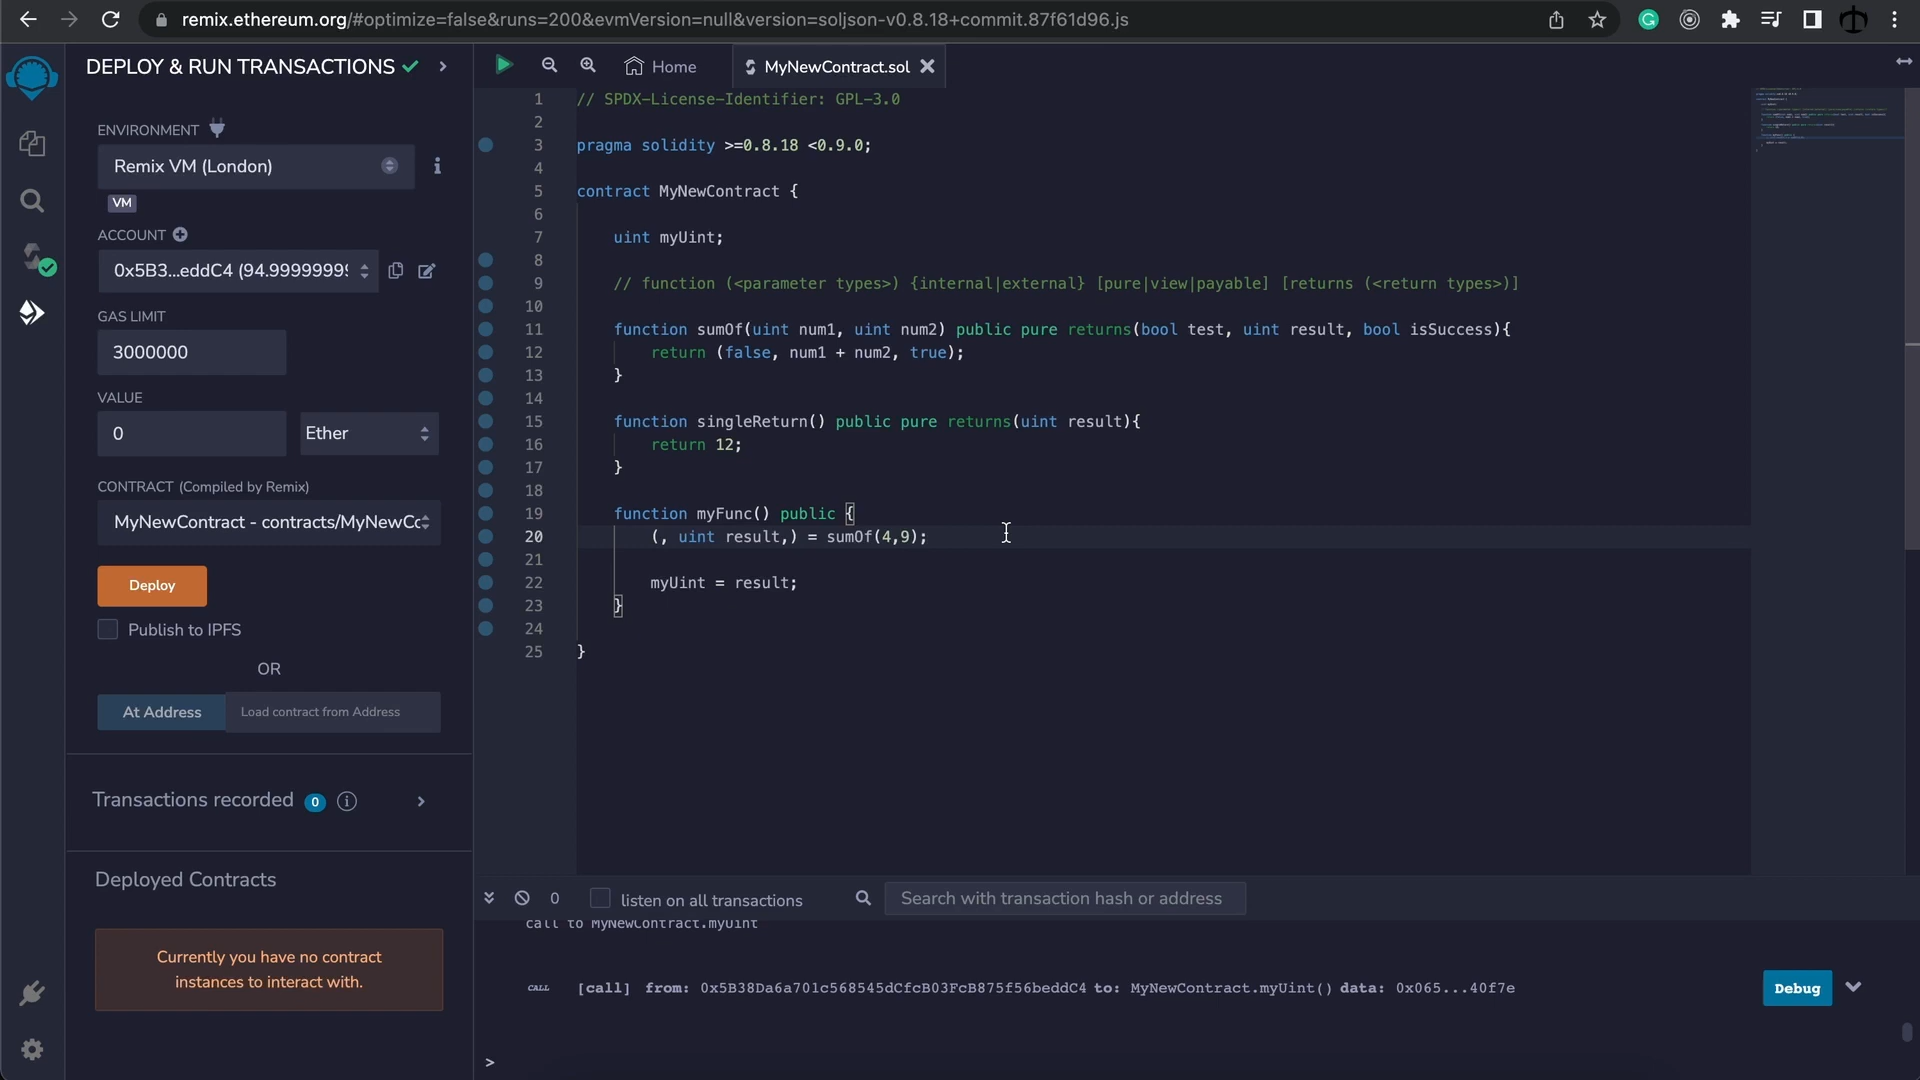 remix.ethereum.org/#optimize=false&runs=200&evmVersion=null&version=soljson-v0.8.18+commit.87f61d96.js
DEPLOY & RUN TRANSACTIONS
ENVIRONMENT
Remix VM (London)
VM
ACCOUNT
0x5B3...eddC4 (94.9999999
GAS LIMIT
3000000
VALUE
0
Ether
CONTRACT (Compiled by Remix)
MyNewContract - contracts/MyNewCo
Deploy
Publish to IPFS
OR
At Address
Load contract from Address
Transactions recorded 0 i
Deployed Contracts
Currently you have no contract
instances to interact with.
Home
MyNewContract.sol
1 // SPDX-License-Identifier: GPL-3.0
2
3 pragma solidity >=0.8.18 <0.9.0;
4
5 contract MyNewContract {
6
7 uint myUint;
8
9 // function (<parameter types>) {internal|external} [pure|view|payable] [returns (<return types>)]
10
11 function sumOf(uint num1, uint num2) public pure returns(bool test, uint result, bool isSuccess){
12 return (false, num1 + num2, true);
13 }
14
15 function singleReturn() public pure returns(uint result){
16 return 12;
17 }
18
19 function myFunc() public {
20 (, uint result,) = sumOf(4,9);
21
22 myUint = result;
23 }
24
25 }
0
listen on all transactions
Search with transaction hash or address
call to MyNewContract.myUint
CALL [call] from: 0x5B38Da6a701c568545dCfcB03FcB875f56beddC4 to: MyNewContract.myUint() data: 0x065...40f7e
Debug
>